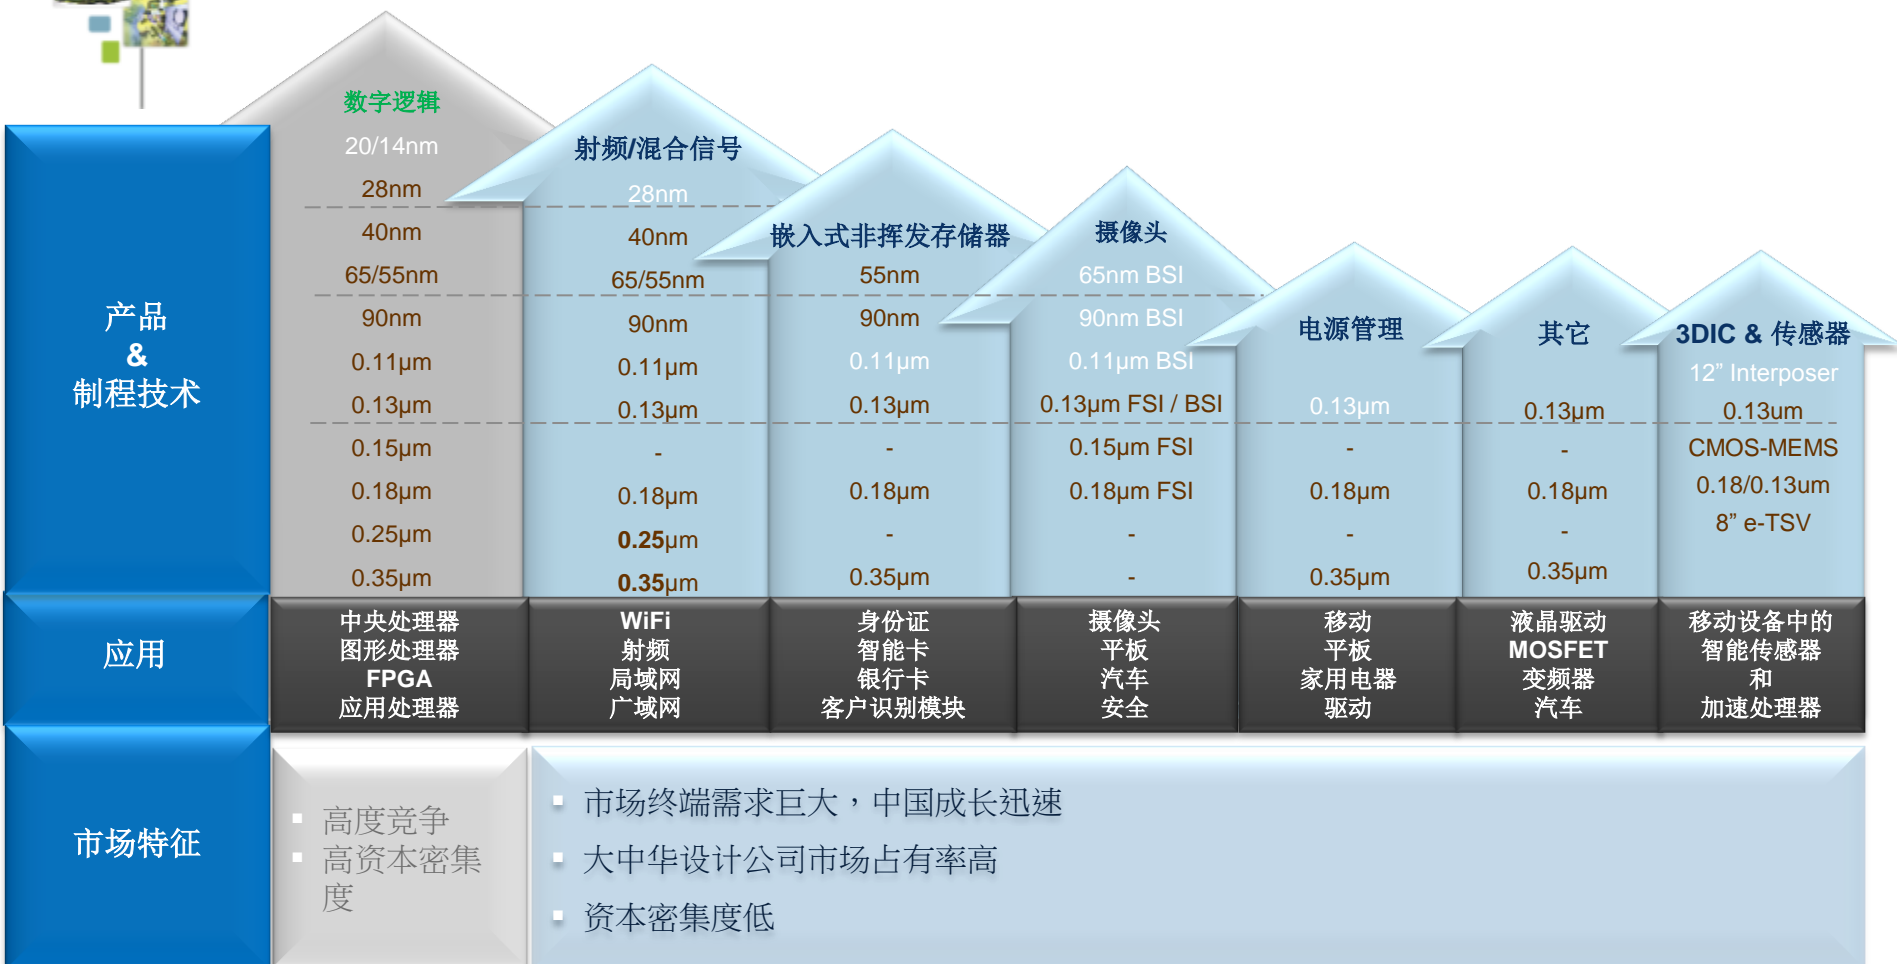 产品
&
制程技术
数字逻辑
20/14nm
28nm
40nm
65/55nm
90nm
0.11μm
0.13μm
0.15μm
0.18μm
0.25μm
0.35μm
射频/混合信号
28nm
40nm
65/55nm
90nm
0.11μm
0.13μm
-
0.18μm
0.25μm
0.35μm
嵌入式非挥发存储器
55nm
90nm
0.11μm
0.13μm
-
0.18μm
-
0.35μm
摄像头
65nm BSI
90nm BSI
0.11μm BSI
0.13μm FSI / BSI
0.15μm FSI
0.18μm FSI
-
-
电源管理
0.13μm
-
0.18μm
-
0.35μm
其它
0.13μm
-
0.18μm
-
0.35μm
3DIC & 传感器
12” Interposer
0.13um
CMOS-MEMS
0.18/0.13um
8” e-TSV
应用
中央处理器
图形处理器
FPGA
应用处理器
WiFi
射频
局域网
广域网
身份证
智能卡
银行卡
客户识别模块
摄像头
平板
汽车
安全
移动
平板
家用电器
驱动
液晶驱动
MOSFET
变频器
汽车
移动设备中的
智能传感器
和
加速处理器
市场特征
▪ 高度竞争
▪ 高资本密集
度
▪ 市场终端需求巨大，中国成长迅速
▪ 大中华设计公司市场占有率高
▪ 资本密集度低